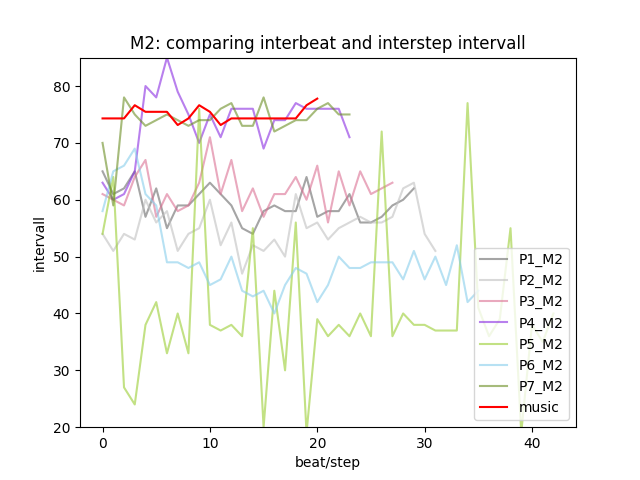 M2: comparing interbeat and interstep intervall
80
70
60
50
40
30
20
intervall
0
10
20
30
40
beat/step
P1_M2
P2_M2
P3_M2
P4_M2
P5_M2
P6_M2
P7_M2
music